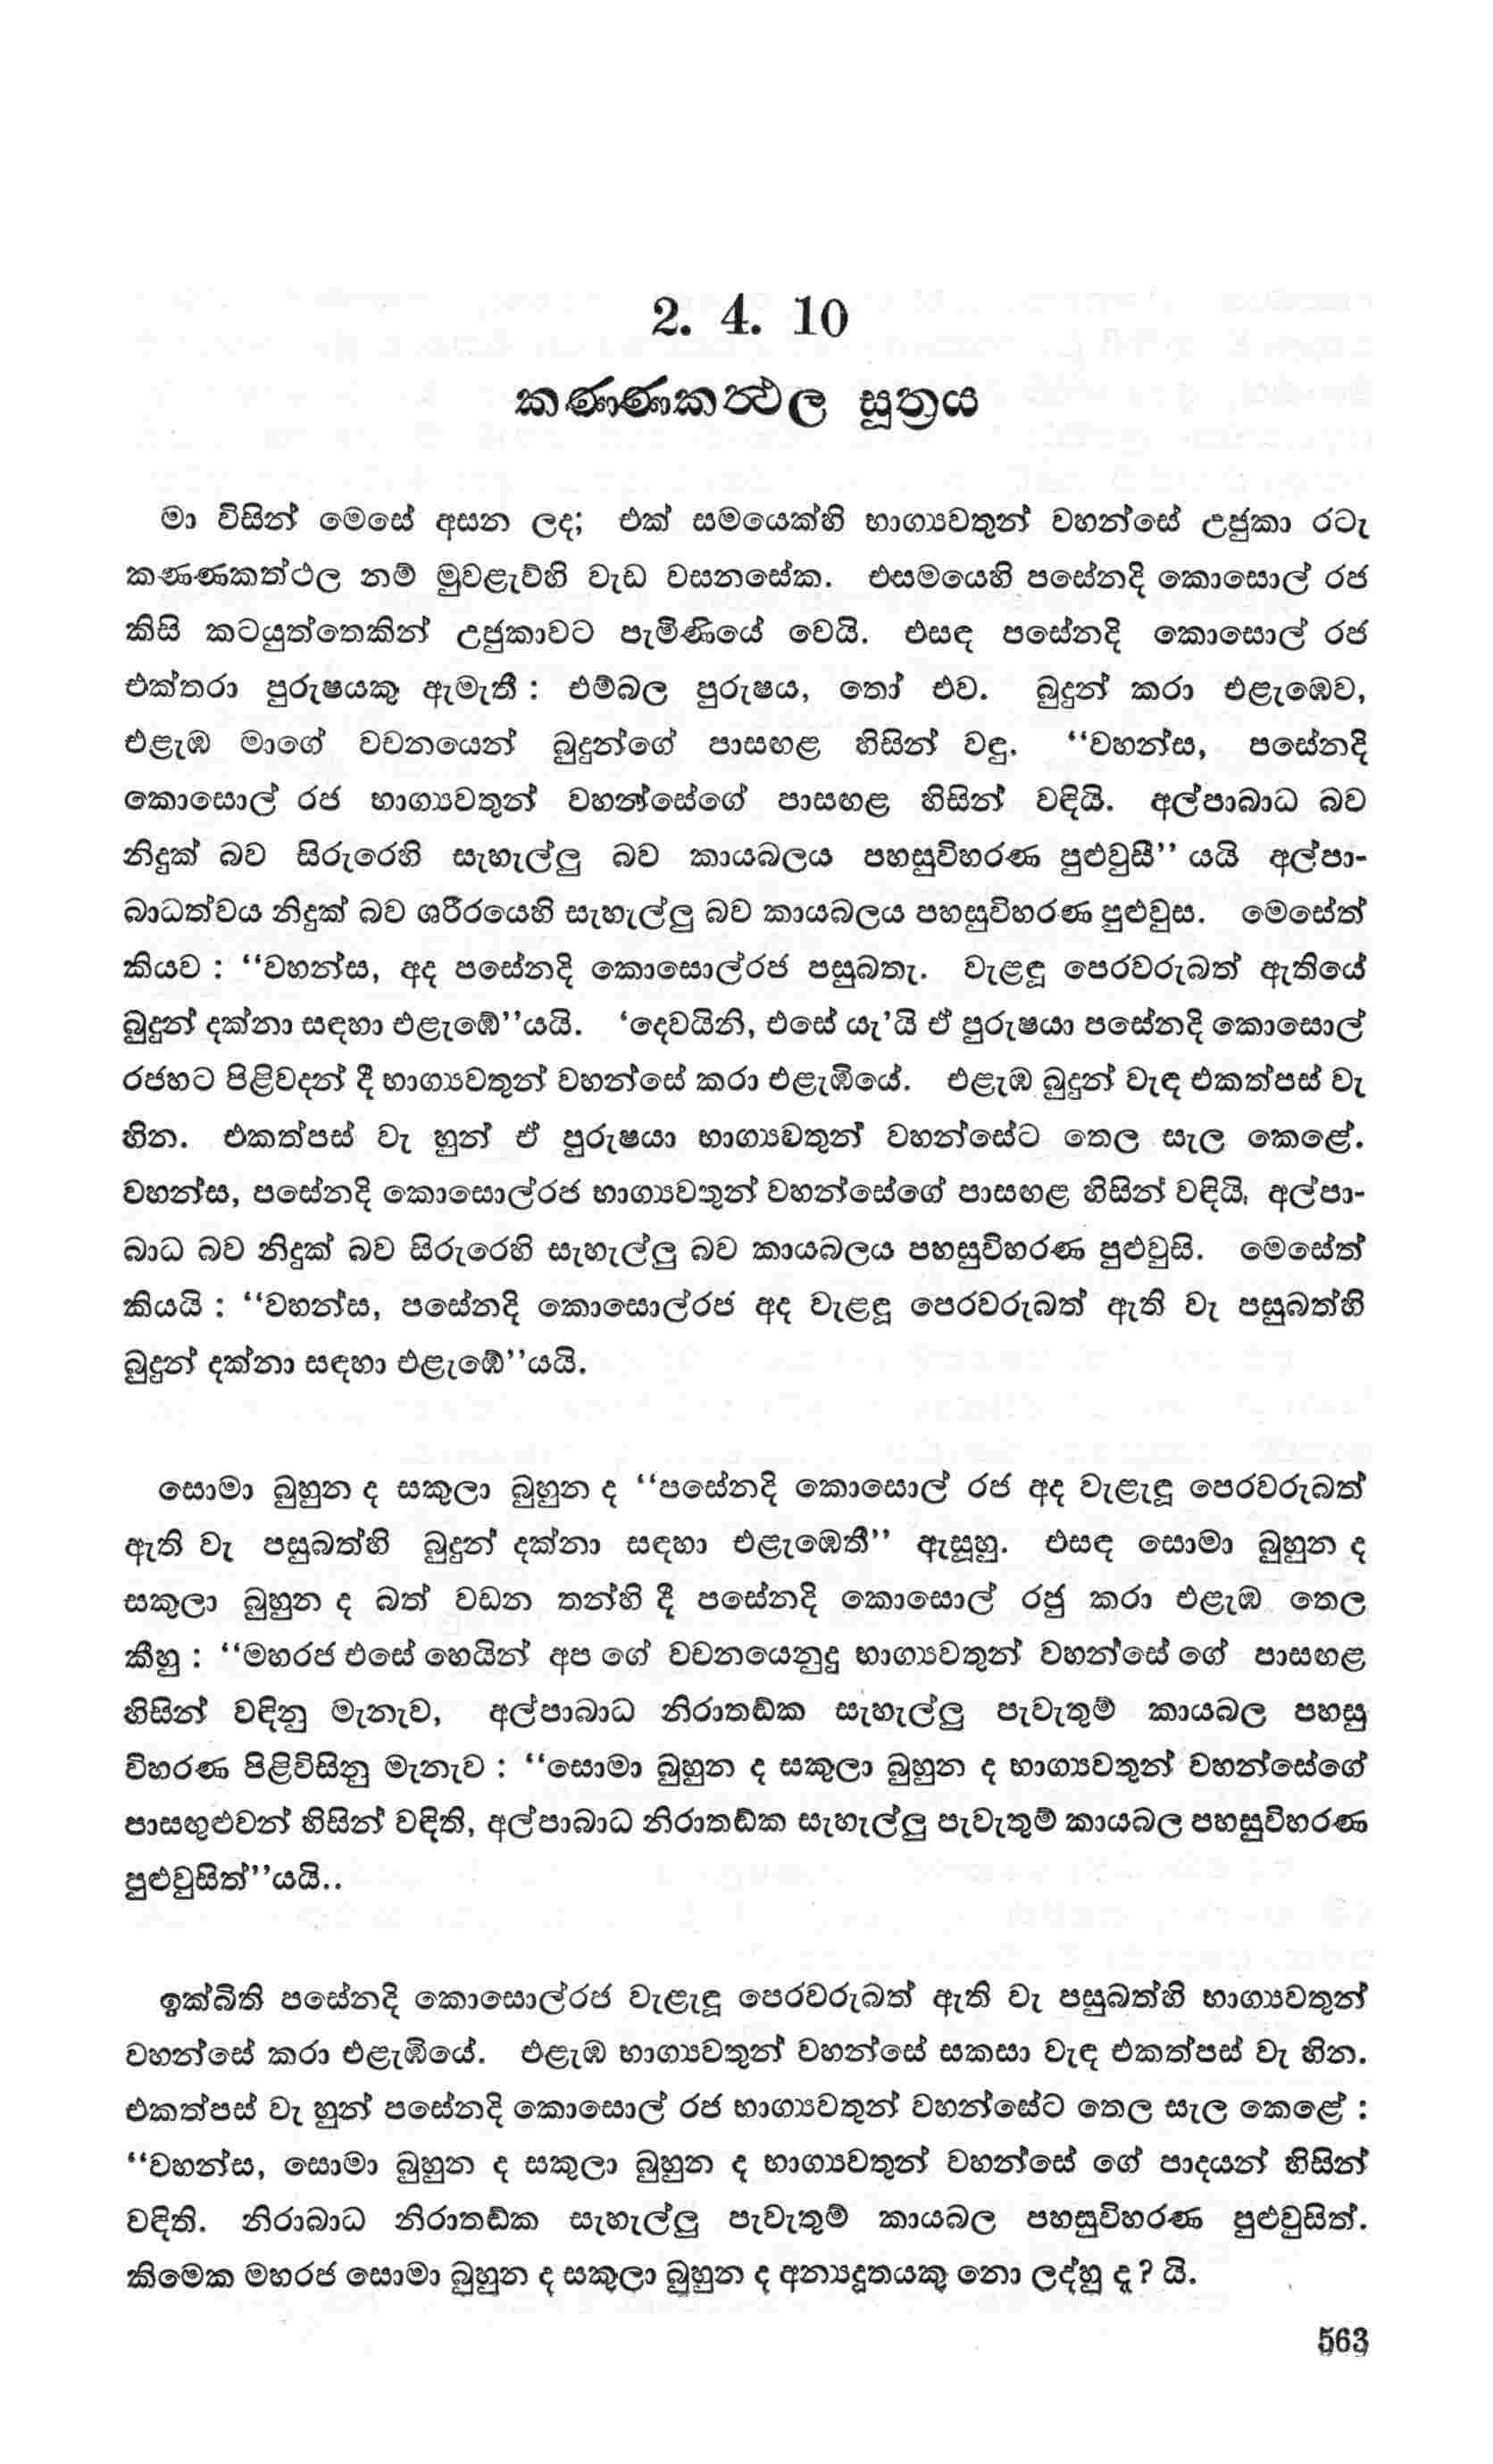 2. 4. 10
කණ්ණකත්ථල සූත්‍රය
මා විසින් මෙසේ අසන ලද; එක් සමයෙක්හි භාග්‍යවතුන් වහන්සේ උජුකා රටැ
කණ්ණකත්ථල නම් මුවළැව්හි වැඩ වසනසේක. එසමයෙහි පසේනදි කොසොල් රජ
කිසි කටයුත්තෙකින් උජුකාවට පැමිණියේ වෙයි. එසඳ පසේනදි කොසොල් රජ
එක්තරා පුරුෂයකු ඇමැතී : එම්බල පුරුෂය, තෝ එව. බුදුන් කරා එළැඹෙව,
එළැඹ මාගේ වචනයෙන් බුදුන්ගේ පාසඟළ හිසින් වඳු. “වහන්ස, පසේනදි
කොසොල් රජ භාග්‍යවතුන් වහන්සේගේ පාසඟළ හිසින් වඳියි. අල්පාබාධ බව
නිදුක් බව සිරුරෙහි සැහැල්ලු බව කායබලය පහසුවිහරණ පුළුවුසී” යයි අල්පා-
බාධත්වය නිදුක් බව ශරීරයෙහි සැහැල්ලු බව කායබලය පහසුවිහරණ පුළුවුස. මෙසේත්
කියව : “වහන්ස, අද පසේනදි කොසොල්රජ පසුබතැ. වැළඳූ පෙරවරුබත් ඇතියේ
බුදුන් දක්නා සඳහා එළැඹේ”යයි. ‘දෙවයිනි, එසේ යැ’යි ඒ පුරුෂයා පසේනදි කොසොල්
රජහට පිළිවදන් දී භාග්‍යවතුන් වහන්සේ කරා එළැඹියේ. එළැඹ බුදුන් වැඳ එකත්පස් වැ
හින. එකත්පස් වැ හුන් ඒ පුරුෂයා භාග්‍යවතුන් වහන්සේට තෙල සැල කෙළේ.
වහන්ස, පසේනදි කොසොල්රජ භාග්‍යවතුන් වහන්සේගේ පාසඟළ හිසින් වඳියි, අල්පා-
බාධ බව නිදුක් බව සිරුරෙහි සැහැල්ලු බව කායබලය පහසුවිහරණ පුළුවුසි. මෙසේත්
කියයි : “වහන්ස, පසේනදි කොසොල්රජ අද වැළඳූ පෙරවරුබත් ඇති වැ පසුබත්හි
බුදුන් දක්නා සඳහා එළැඹේ”යයි.
සොමා බුහුන ද සකුලා බුහුන ද “පසේනදි කොසොල් රජ අද වැළැඳූ පෙරවරුබත්
ඇති වැ පසුබත්හි බුදුන් දක්නා සඳහා එළැඹෙතී” ඇසූහු. එසඳ සොමා බුහුන ද
සකුලා බුහුන ද බත් වඩන තන්හි දී පසේනදි කොසොල් රජු කරා එළැඹ තෙල
කීහු : “මහරජ එසේ හෙයින් අප ගේ වචනයෙනුදු භාග්‍යවතුන් වහන්සේ ගේ පාසඟළ
හිසින් වඳිනු මැනැව, අල්පාබාධ නිරාතඞ්ක සැහැල්ලු පැවැතුම් කායබල පහසු
විහරණ පිළිවිසිනු මැනැව : “සොමා බුහුන ද සකුලා බුහුන ද භාග්‍යවතුන් වහන්සේගේ
පාසඟුළුවන් හිසින් වඳිති, අල්පාබාධ නිරාතඞ්ක සැහැල්ලු පැවැතුම් කායබල පහසුවිහරණ
පුළුවුසිත්”යයි..
ඉක්බිති පසේනදි කොසොල්රජ වැළැඳූ පෙරවරුබත් ඇති වැ පසුබත්හි භාග්‍යවතුන්
වහන්සේ කරා එළැඹියේ. එළැඹ භාග්‍යවතුන් වහන්සේ සකසා වැඳ එකත්පස් වැ හින.
එකත්පස් වැ හුන් පසේනදි කොසොල් රජ භාග්‍යවතුන් වහන්සේට තෙල සැල කෙළේ :
“වහන්ස, සොමා බුහුන ද සකුලා බුහුන ද භාග්‍යවතුන් වහන්සේ ගේ පාදයන් හිසින්
වඳිති. නිරාබාධ නිරාතඞ්ක සැහැල්ලු පැවැතුම් කායබල පහසුවිහරණ පුළුවුසිත්.
කිමෙක මහරජ සොමා බුහුන ද සකුලා බුහුන ද අන්‍යදූතයකු නො ලද්හු ද? යි.
563